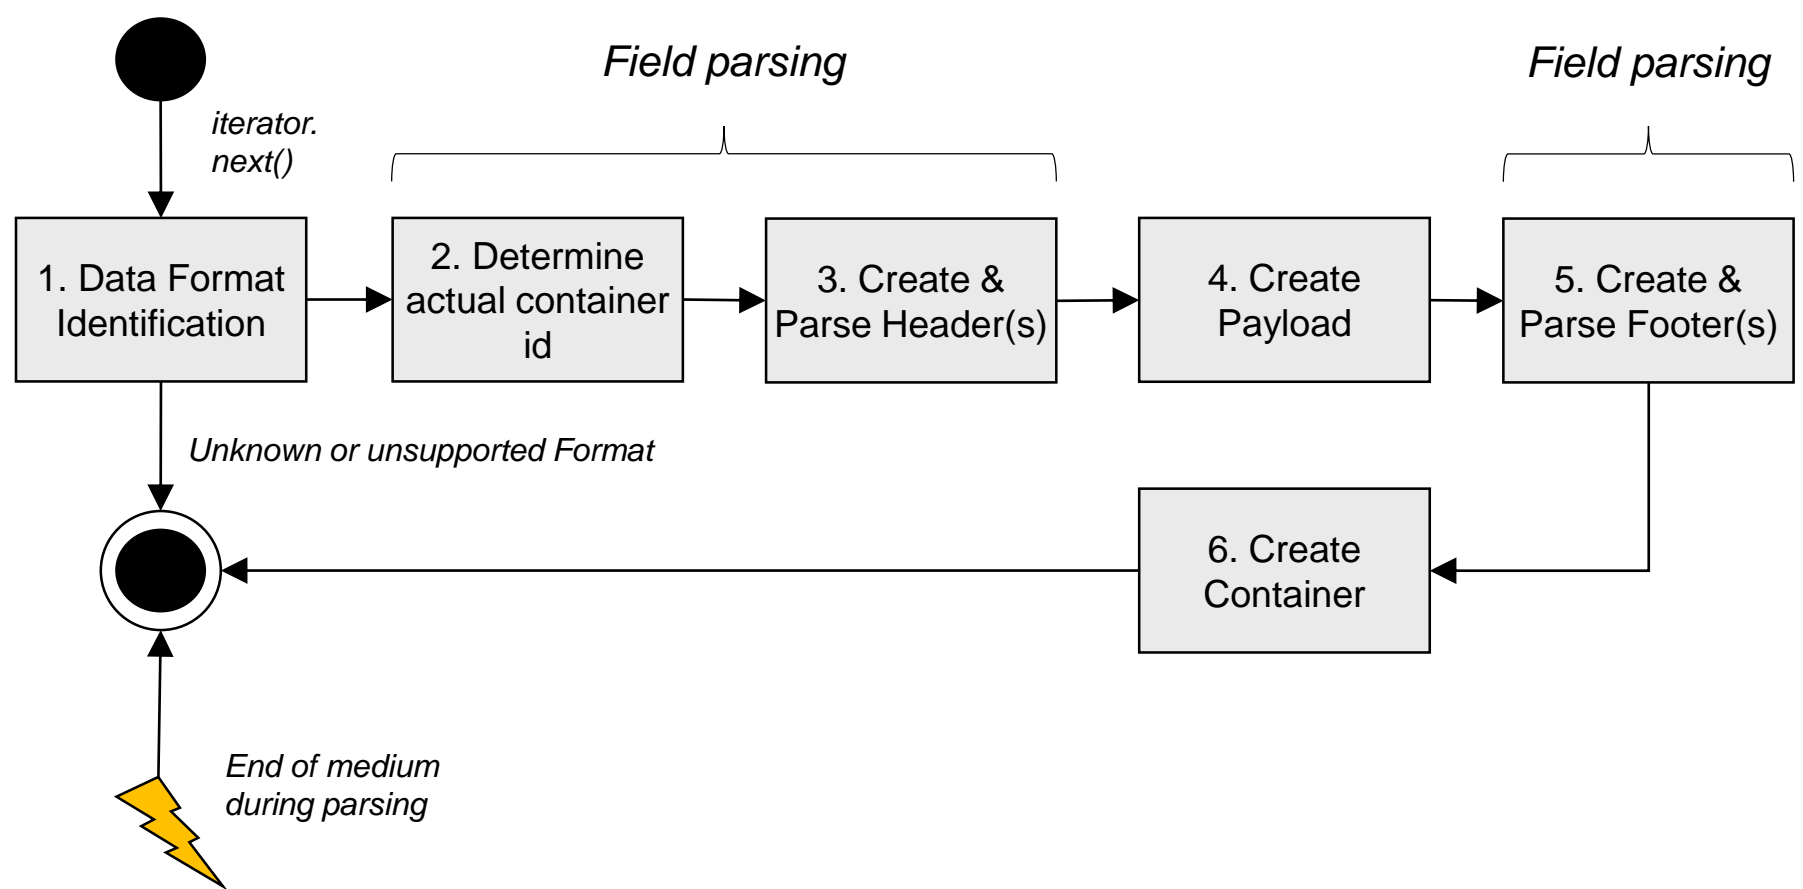 Field parsing
Field parsing
iterator.
next()
1. Data Format
Identification
2. Determine
actual container
id
3. Create &
Parse Header(s)
4. Create
Payload
5. Create &
Parse Footer(s)
Unknown or unsupported Format
6. Create
Container
End of medium
during parsing